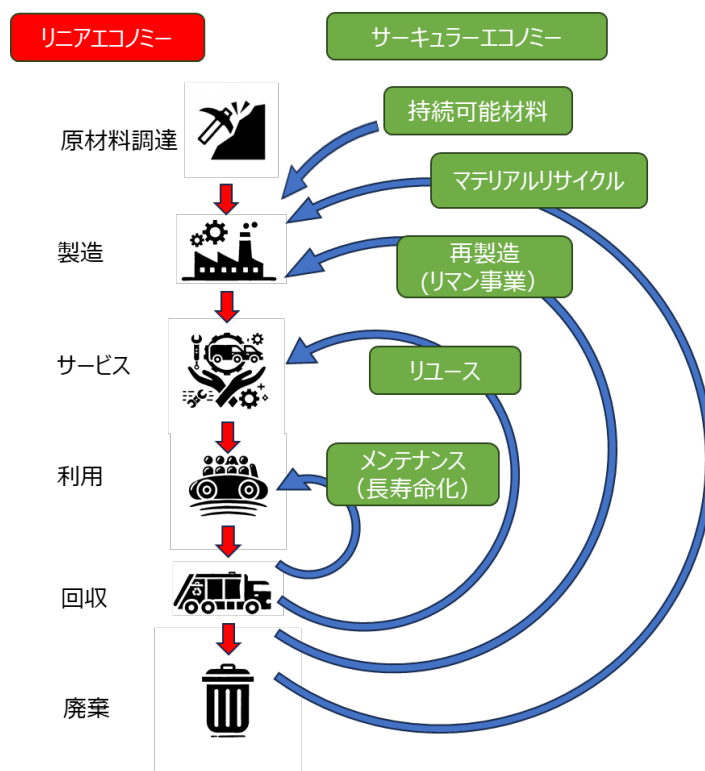 リニアエコノミー
サーキュラーエコノミー
持続可能材料
原材料調達
マテリアルリサイクル
製造
再製造
(リマン事業）
サービス
リユース
メンテナンス
（長寿命化）
利用
回収
廃棄